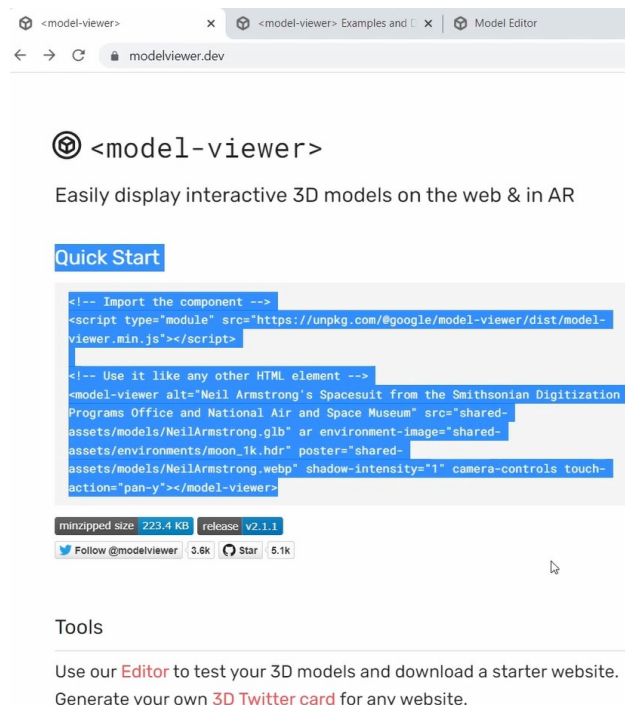 <model-viewer>
<model-viewer> Examples and D
Model Editor
modelviewer.dev
<model-viewer>
Easily display interactive 3D models on the web & in AR
Quick Start
<!-- Import the component -->
<script type="module" src="https://unpkg.com/@google/model-viewer/dist/model-
viewer.min.js"></script>
<!-- Use it like any other HTML element -->
<model-viewer alt="Neil Armstrong's Spacesuit from the Smithsonian Digitization
Programs Office and National Air and Space Museum" src="shared-
assets/models/NeilArmstrong.glb" ar environment-image="shared-
assets/environments/moon_1k.hdr" poster="shared-
assets/models/NeilArmstrong.webp" shadow-intensity="1" camera-controls touch-
action="pan-y"></model-viewer>
minzipped size 223.4 KB release v2.1.1
Follow @modelviewer 3.6k Star 5.1k
Tools
Use our Editor to test your 3D models and download a starter website.
Generate your own 3D Twitter card for any website.